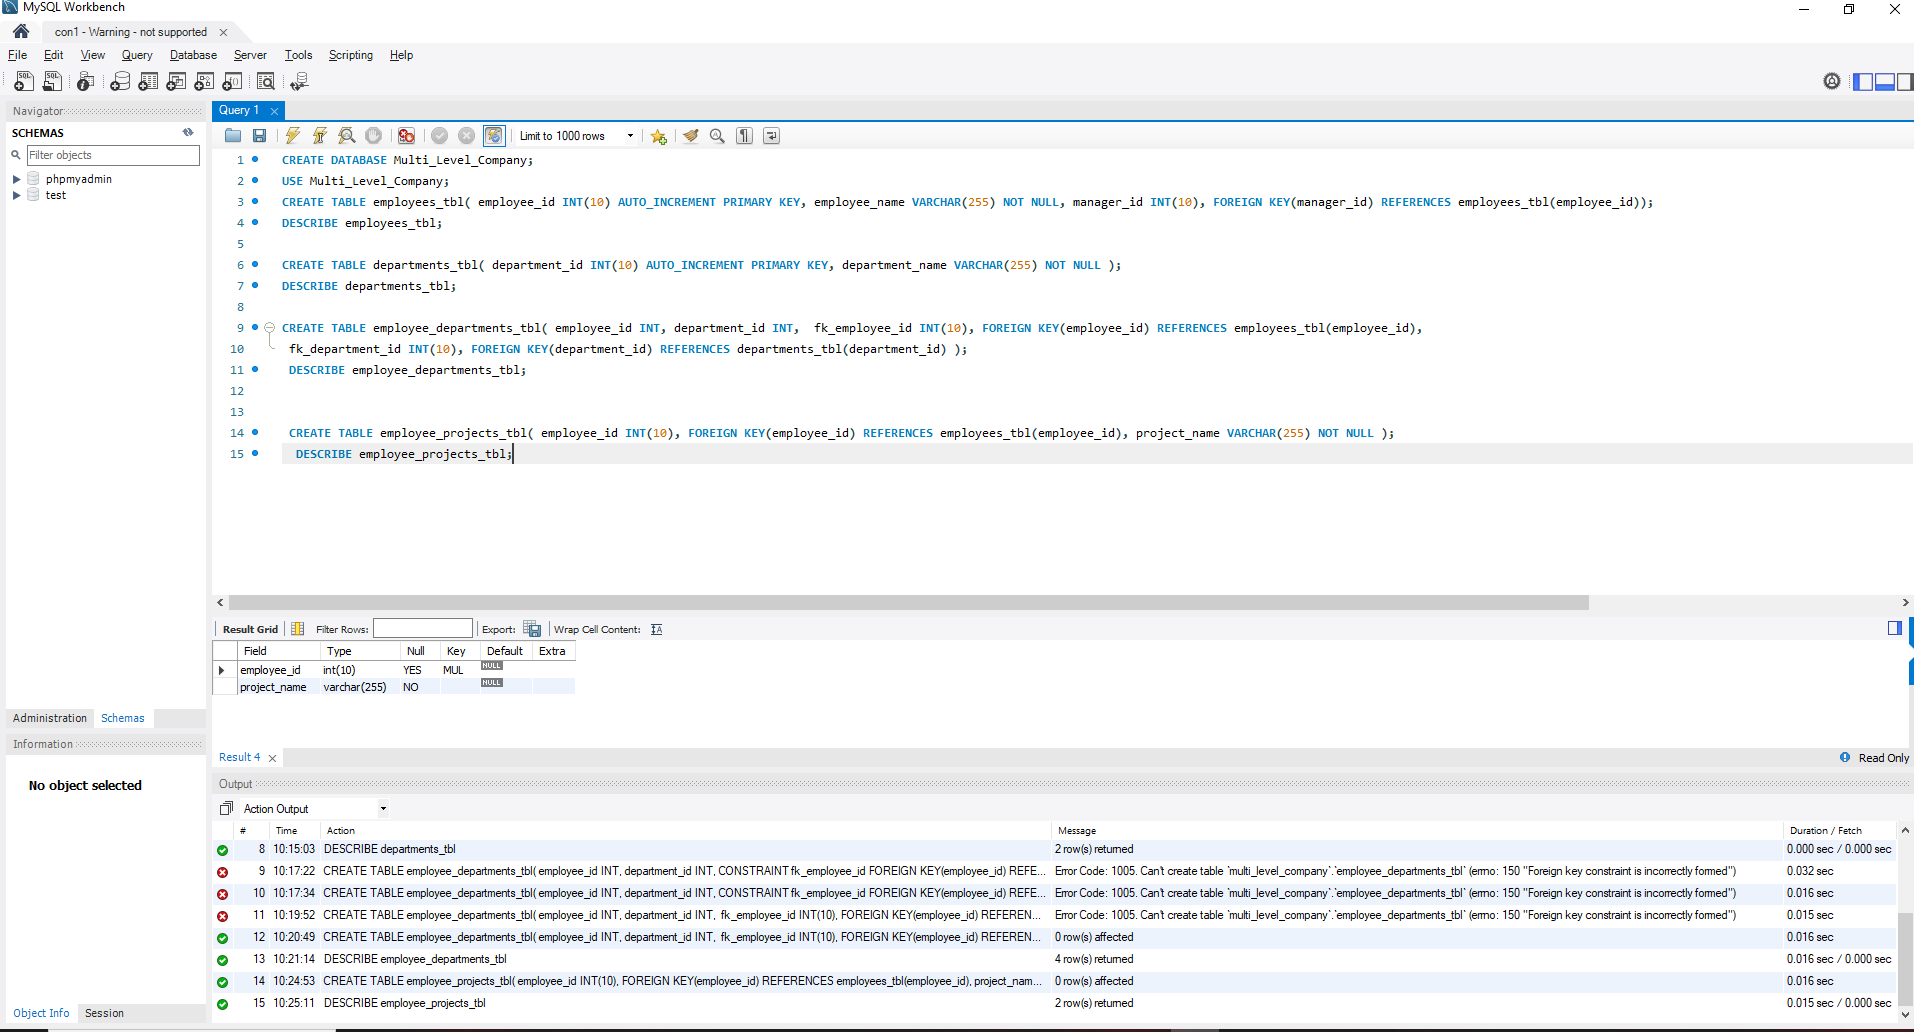 MySQL Workbench
con1 - Warning - not supported
File Edit View Query Database Server Tools Scripting Help
Navigator
SCHEMAS
Filter objects
phpmyadmin
test
Administration Schemas
Information
No object selected
Object Info Session
Query 1
Limit to 1000 rows
1 CREATE DATABASE Multi_Level_Company;
2 USE Multi_Level_Company;
3 CREATE TABLE employees_tbl( employee_id INT(10) AUTO_INCREMENT PRIMARY KEY, employee_name VARCHAR(255) NOT NULL, manager_id INT(10), FOREIGN KEY(manager_id) REFERENCES employees_tbl(employee_id));
4 DESCRIBE employees_tbl;
5
6 CREATE TABLE departments_tbl( department_id INT(10) AUTO_INCREMENT PRIMARY KEY, department_name VARCHAR(255) NOT NULL );
7 DESCRIBE departments_tbl;
8
9 CREATE TABLE employee_departments_tbl( employee_id INT, department_id INT,  fk_employee_id INT(10), FOREIGN KEY(employee_id) REFERENCES employees_tbl(employee_id),
10 fk_department_id INT(10), FOREIGN KEY(department_id) REFERENCES departments_tbl(department_id) );
11 DESCRIBE employee_departments_tbl;
12
13
14 CREATE TABLE employee_projects_tbl( employee_id INT(10), FOREIGN KEY(employee_id) REFERENCES employees_tbl(employee_id), project_name VARCHAR(255) NOT NULL );
15 DESCRIBE employee_projects_tbl;
Result Grid Filter Rows: Export: Wrap Cell Content:
Field Type Null Key Default Extra
employee_id int(10) YES MUL NULL
project_name varchar(255) NO NULL
Result 4 Read Only
Output
Action Output
# Time Action Message Duration / Fetch
8 10:15:03 DESCRIBE departments_tbl 2 row(s) returned 0.000 sec / 0.000 sec
9 10:17:22 CREATE TABLE employee_departments_tbl( employee_id INT, department_id INT, CONSTRAINT fk_employee_id FOREIGN KEY(employee_id) REFE... Error Code: 1005. Can't create table `multi_level_company`.`employee_departments_tbl` (errno: 150 "Foreign key constraint is incorrectly formed") 0.032 sec
10 10:17:34 CREATE TABLE employee_departments_tbl( employee_id INT, department_id INT, CONSTRAINT fk_employee_id FOREIGN KEY(employee_id) REFE... Error Code: 1005. Can't create table `multi_level_company`.`employee_departments_tbl` (errno: 150 "Foreign key constraint is incorrectly formed") 0.016 sec
11 10:19:52 CREATE TABLE employee_departments_tbl( employee_id INT, department_id INT,  fk_employee_id INT(10), FOREIGN KEY(employee_id) REFEREN... Error Code: 1005. Can't create table `multi_level_company`.`employee_departments_tbl` (errno: 150 "Foreign key constraint is incorrectly formed") 0.015 sec
12 10:20:49 CREATE TABLE employee_departments_tbl( employee_id INT, department_id INT,  fk_employee_id INT(10), FOREIGN KEY(employee_id) REFEREN... 0 row(s) affected 0.016 sec
13 10:21:14 DESCRIBE employee_departments_tbl 4 row(s) returned 0.016 sec / 0.000 sec
14 10:24:53 CREATE TABLE employee_projects_tbl( employee_id INT(10), FOREIGN KEY(employee_id) REFERENCES employees_tbl(employee_id), project_nam... 0 row(s) affected 0.016 sec
15 10:25:11 DESCRIBE employee_projects_tbl 2 row(s) returned 0.015 sec / 0.000 sec